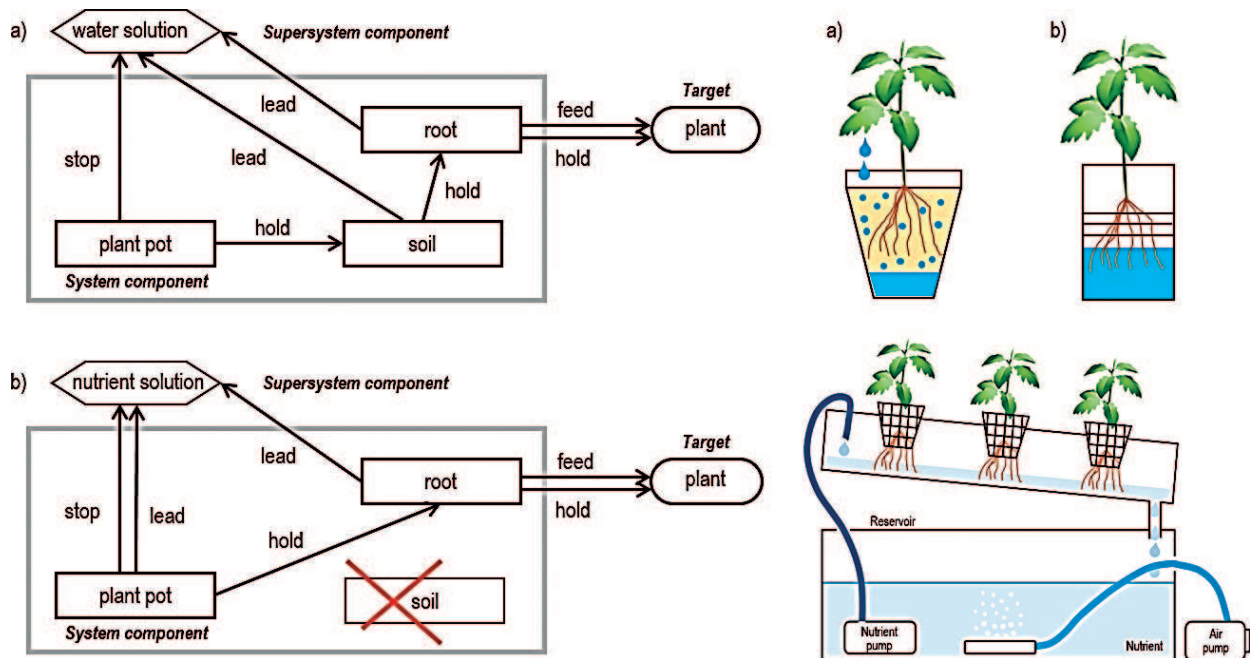 a)
water solution
Supersystem component
lead
Target
root
feed
plant
stop
lead
hold
hold
plant pot
hold
soil
System component
b)
nutrient solution
Supersystem component
lead
Target
root
feed
plant
stop
lead
hold
hold
plant pot
soil
System component
a)
b)
Reservoir
Nutrient pump
Nutrient
Air pump